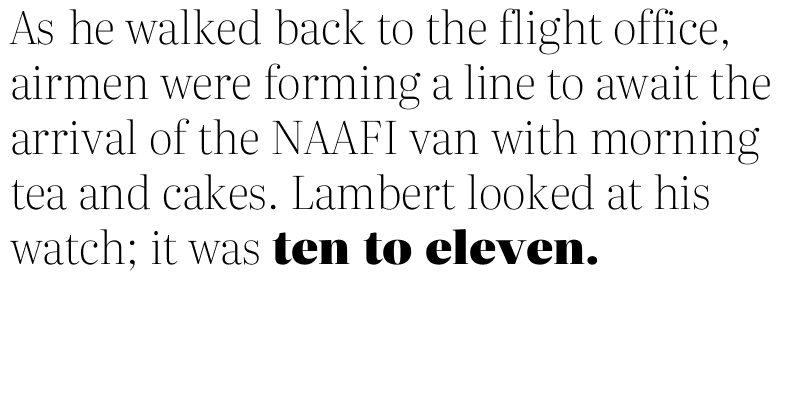 As he walked back to the flight office,
airmen were forming a line to await the
arrival of the NAAFI van with morning
tea and cakes. Lambert looked at his
watch; it was ten to eleven.